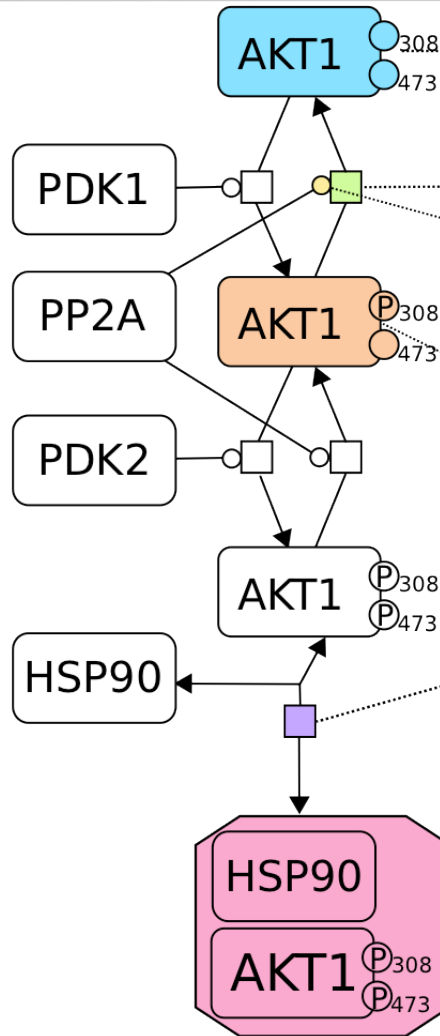 AKT1
308
473
PDK1
PP2A
AKT1
P 308
473
PDK2
AKT1
P 308
P 473
HSP90
HSP90
AKT1
P 308
P 473